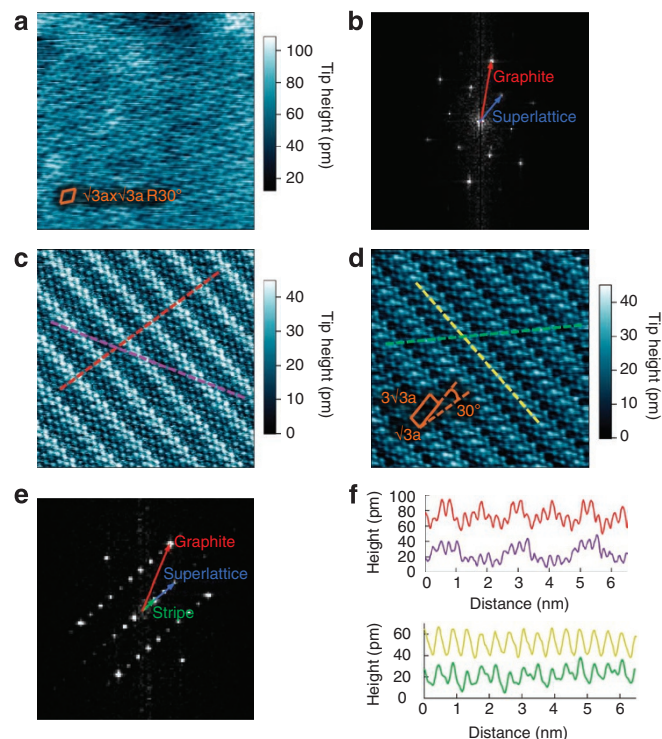 a
100
80
60
40
20
Tip height (pm)
√3ax√3a R30°
b
Graphite
Superlattice
c
40
30
20
10
0
Tip height (pm)
d
3√3a
√3a
30°
40
30
20
10
0
Tip height (pm)
e
Graphite
Superlattice
Stripe
f
Height (pm)
100
80
60
40
20
0 1 2 3 4 5 6
Distance (nm)
Height (pm)
60
40
20
0
0 1 2 3 4 5 6
Distance (nm)